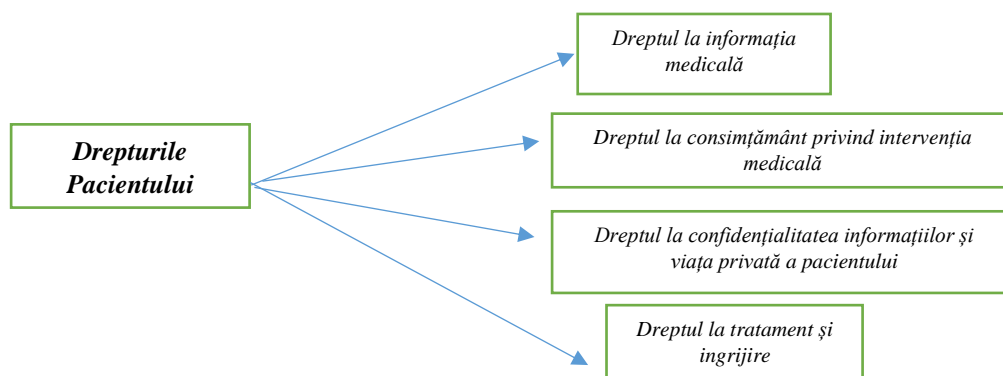 Drepturile
Pacientului
Dreptul la informația
medicală
Dreptul la consimțământ privind intervenția
medicală
Dreptul la confidențialitatea informațiilor și
viața privată a pacientului
Dreptul la tratament și
ingrijire